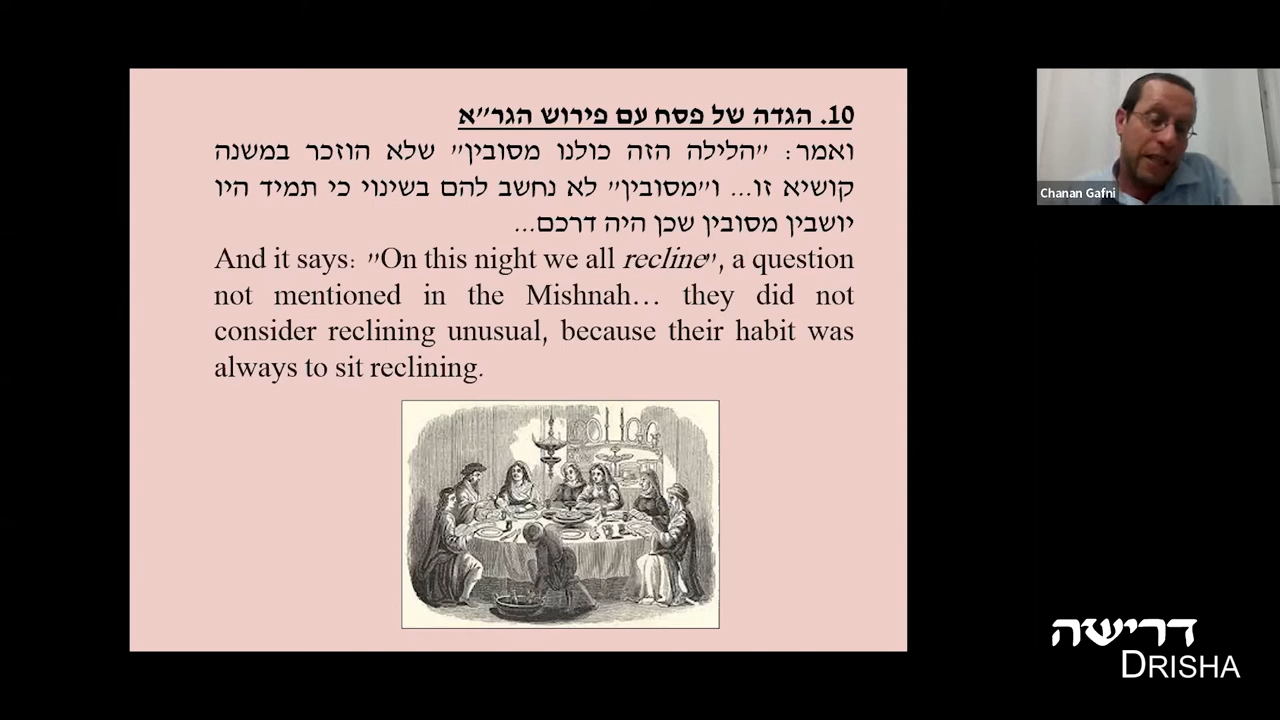 10. הגדה של פסח עם פירוש הגר״א
ואמר: ״הלילה הזה כולנו מסובין״ שלא הוזכר במשנה
קושיא זו... ו״מסובין״ לא נחשב להם בשינוי כי תמיד היו
יושבין מסובין שכן היה דרכם...
And it says: ״On this night we all recline״, a question
not mentioned in the Mishnah… they did not
consider reclining unusual, because their habit was
always to sit reclining.
Chanan Gafni
דרישה
DRISHA